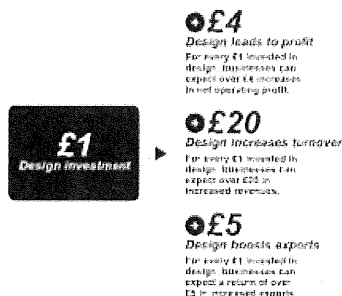 £4
Design leads to profit
For every £1 invested in
design, businesses can
expect over £4 increases
in net operating profit.
£1
Design investment
£20
Design increases turnover
For every £1 invested in
design, businesses can
expect over £20 in
increased revenues.
£5
Design boosts exports
For every £1 invested in
design, businesses can
expect a return of over
£5 in increased exports